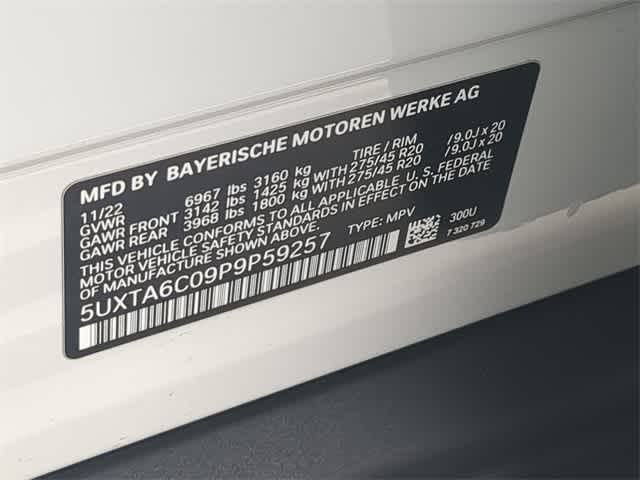 MFD BY BAYERISCHE MOTOREN WERKE AG
11/22 TIRE / RIM
GVWR 6967 lbs 3160 kg
GAWR FRONT 3142 lbs 1425 kg WITH 275/45 R20 / 9.0J x 20
GAWR REAR 3968 lbs 1800 kg WITH 275/45 R20 / 9.0J x 20
THIS VEHICLE CONFORMS TO ALL APPLICABLE U. S. FEDERAL
MOTOR VEHICLE SAFETY STANDARDS IN EFFECT ON THE DATE
OF MANUFACTURE SHOWN ABOVE.
5UXTA6C09P9P59257 TYPE: MPV 300U
7 320 729